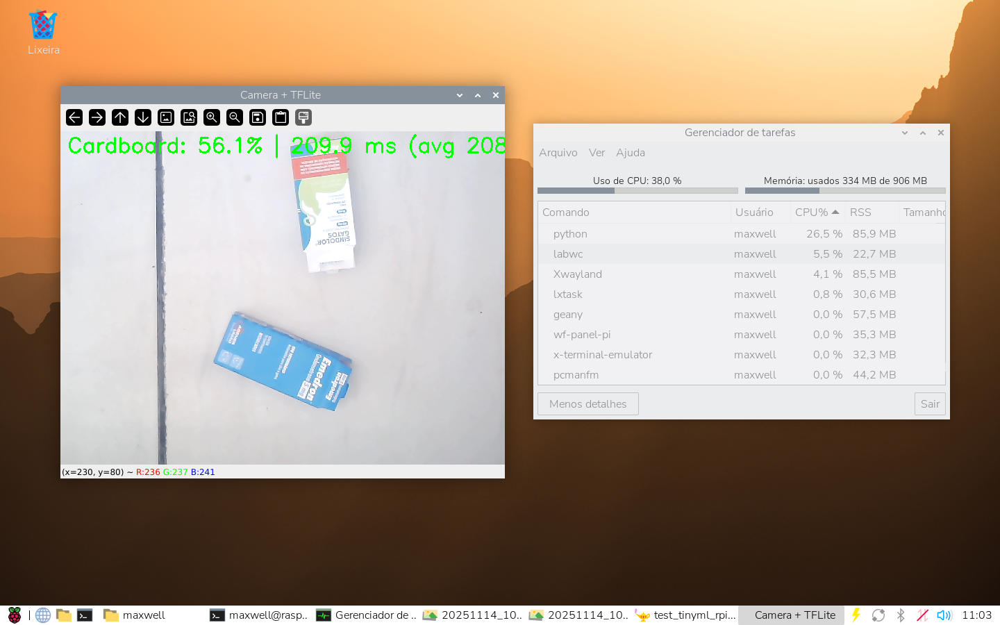 Lixeira
Camera + TFLite
Cardboard: 56.1% | 209.9 ms (avg 208
SINDOLOR
GATOS
Emedron
(x=230, y=80) ~ R:236 G:237 B:241
Gerenciador de tarefas
Arquivo Ver Ajuda
Uso de CPU: 38,0 % Memória: usados 334 MB de 906 MB
Comando Usuário CPU% RSS Tamanho
python maxwell 26,5 % 85,9 MB
labwc maxwell 5,5 % 22,7 MB
Xwayland maxwell 4,1 % 85,5 MB
lxtask maxwell 0,8 % 30,6 MB
geany maxwell 0,0 % 57,5 MB
wf-panel-pi maxwell 0,0 % 35,3 MB
x-terminal-emulator maxwell 0,0 % 32,3 MB
pcmanfm maxwell 0,0 % 44,2 MB
Menos detalhes Sair
maxwell maxwell@rasp.. Gerenciador de .. 20251114_10.. 20251114_10.. test_tinyml_rpi... Camera + TFLite 11:03